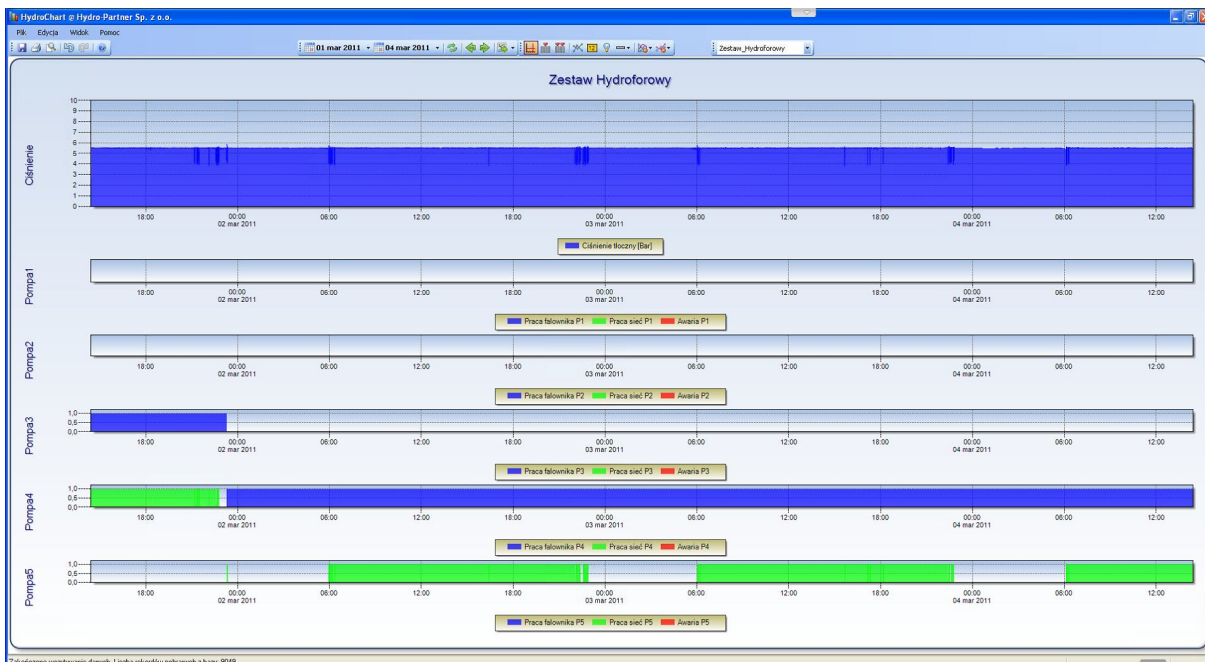 HydroChart @ Hydro-Partner Sp. z o.o.
Plik Edycja Widok Pomoc
01 mar 2011 - 04 mar 2011 Zestaw_Hydroforowy
Zestaw Hydroforowy
Ciśnienie
10
9
8
7
6
5
4
3
2
1
0
18:00 00:00 06:00 12:00 18:00 00:00 06:00 12:00 18:00 00:00 06:00 12:00
02 mar 2011 03 mar 2011 04 mar 2011
Ciśnienie tłoczny [Bar]
Pompa1
18:00 00:00 06:00 12:00 18:00 00:00 06:00 12:00 18:00 00:00 06:00 12:00
02 mar 2011 03 mar 2011 04 mar 2011
Praca falownika P1 Praca sieć P1 Awaria P1
Pompa2
18:00 00:00 06:00 12:00 18:00 00:00 06:00 12:00 18:00 00:00 06:00 12:00
02 mar 2011 03 mar 2011 04 mar 2011
Praca falownika P2 Praca sieć P2 Awaria P2
Pompa3
1,0
0,5
0,0
18:00 00:00 06:00 12:00 18:00 00:00 06:00 12:00 18:00 00:00 06:00 12:00
02 mar 2011 03 mar 2011 04 mar 2011
Praca falownika P3 Praca sieć P3 Awaria P3
Pompa4
1,0
0,5
0,0
18:00 00:00 06:00 12:00 18:00 00:00 06:00 12:00 18:00 00:00 06:00 12:00
02 mar 2011 03 mar 2011 04 mar 2011
Praca falownika P4 Praca sieć P4 Awaria P4
Pompa5
1,0
0,5
0,0
18:00 00:00 06:00 12:00 18:00 00:00 06:00 12:00 18:00 00:00 06:00 12:00
02 mar 2011 03 mar 2011 04 mar 2011
Praca falownika P5 Praca sieć P5 Awaria P5